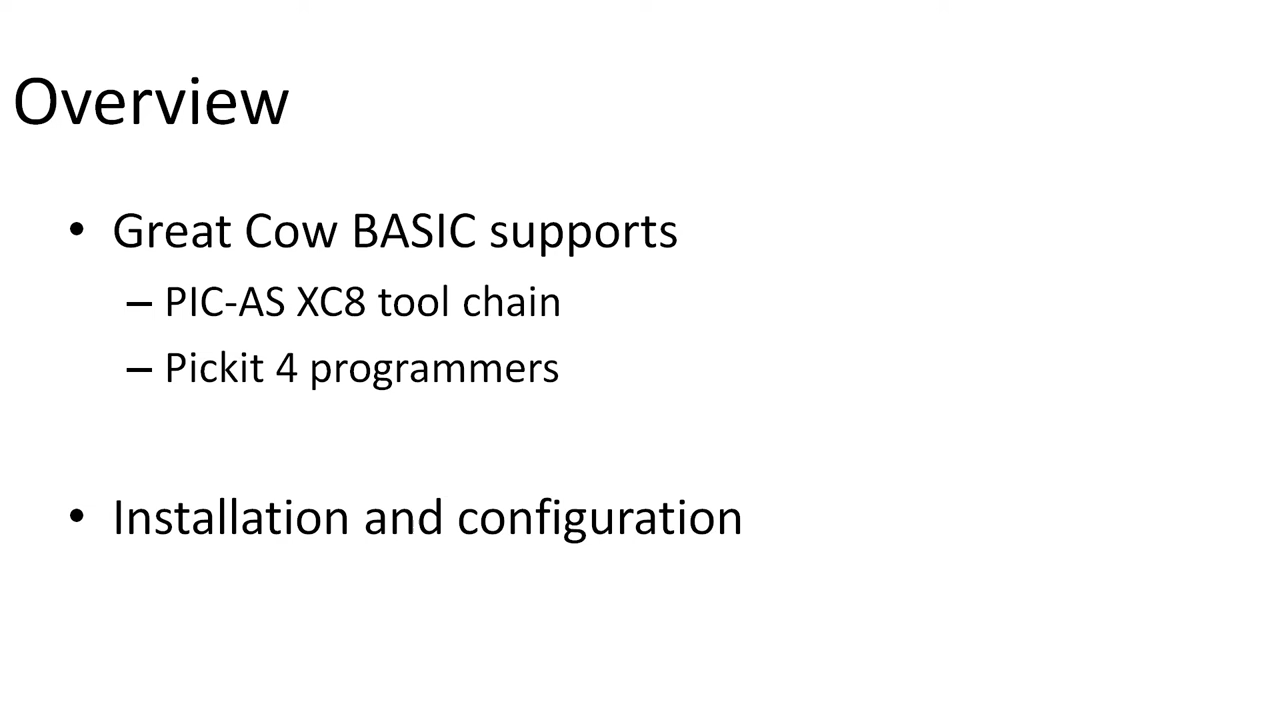 Overview
• Great Cow BASIC supports
– PIC-AS XC8 tool chain
– Pickit 4 programmers
• Installation and configuration